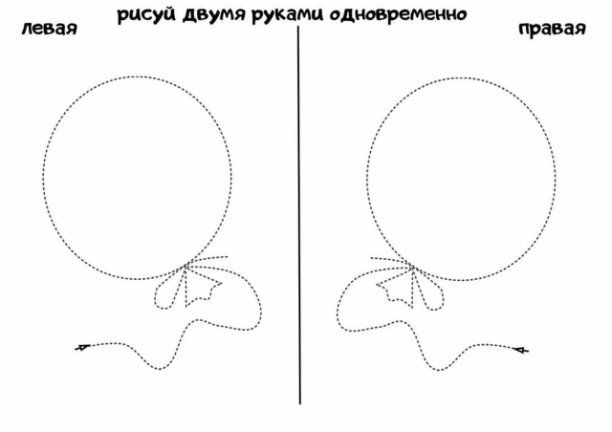 рисуй двумя руками одновременно
левая
правая